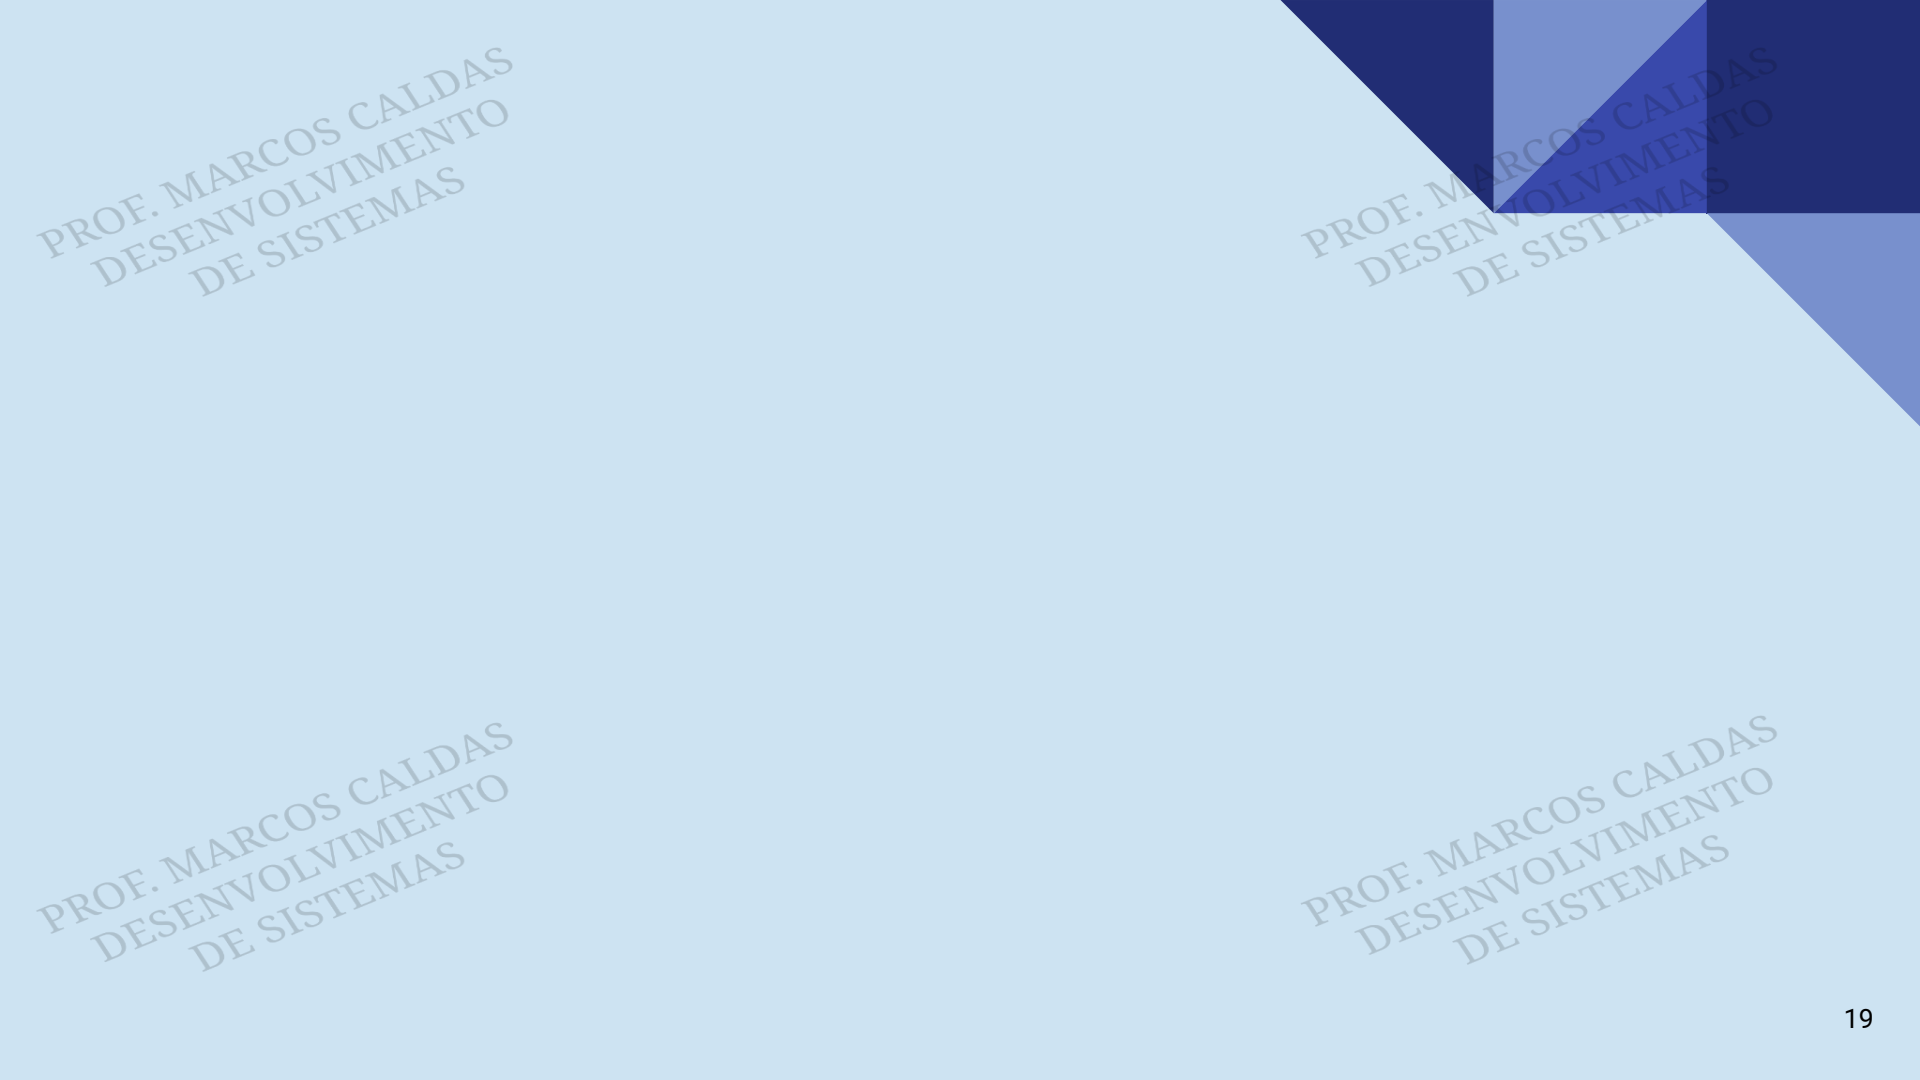 PROF. MARCOS CALDAS
DESENVOLVIMENTO
DE SISTEMAS
PROF. MARCOS CALDAS
DESENVOLVIMENTO
DE SISTEMAS
PROF. MARCOS CALDAS
DESENVOLVIMENTO
DE SISTEMAS
PROF. MARCOS CALDAS
DESENVOLVIMENTO
DE SISTEMAS
19